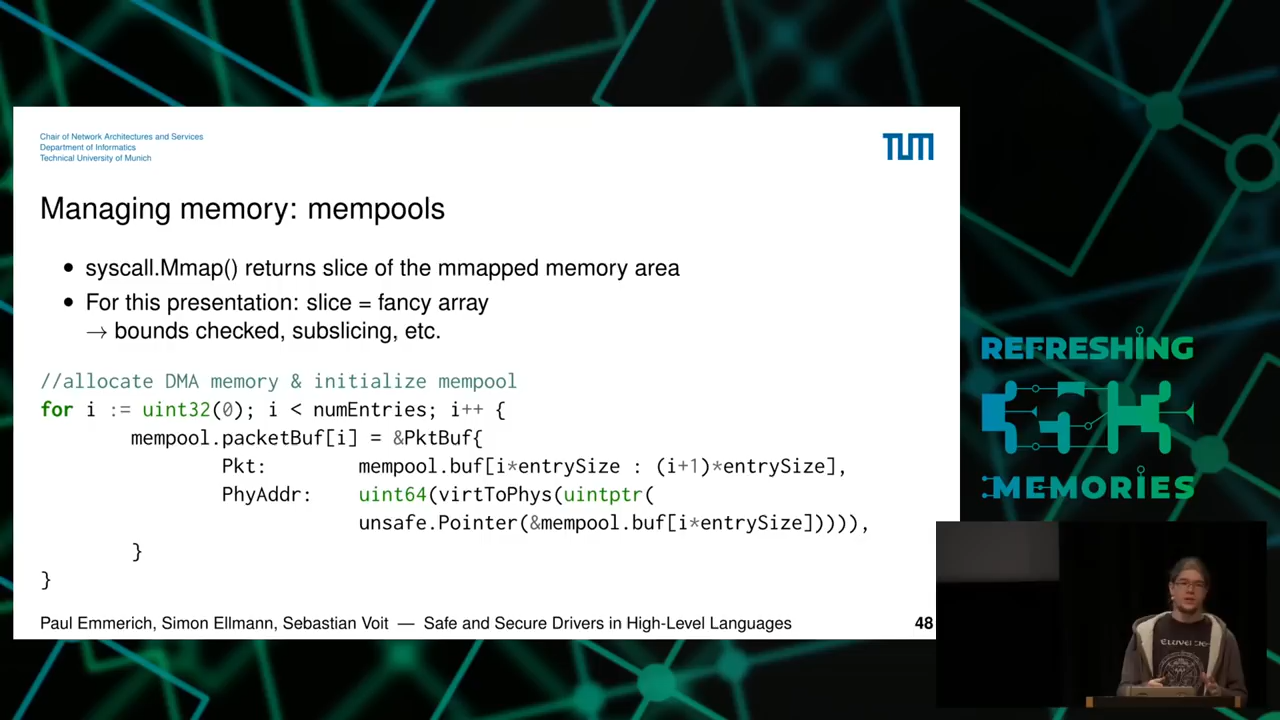 Chair of Network Architectures and Services
Department of Informatics
Technical University of Munich
TUM
Managing memory: mempools
• syscall.Mmap() returns slice of the mmapped memory area
• For this presentation: slice = fancy array
→ bounds checked, subslicing, etc.
//allocate DMA memory & initialize mempool
for i := uint32(0); i < numEntries; i++ {
mempool.packetBuf[i] = &PktBuf{
Pkt: mempool.buf[i*entrySize : (i+1)*entrySize],
PhyAddr: uint64(virtToPhys(uintptr(
unsafe.Pointer(&mempool.buf[i*entrySize])))),
}
}
Paul Emmerich, Simon Ellmann, Sebastian Voit — Safe and Secure Drivers in High-Level Languages
48
REFRESHING
MEMORIES